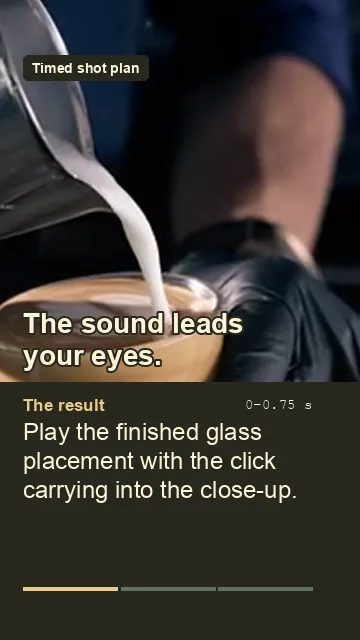 Timed shot plan
The sound leads
your eyes.
The result
0–0.75 s
Play the finished glass
placement with the click
carrying into the close-up.